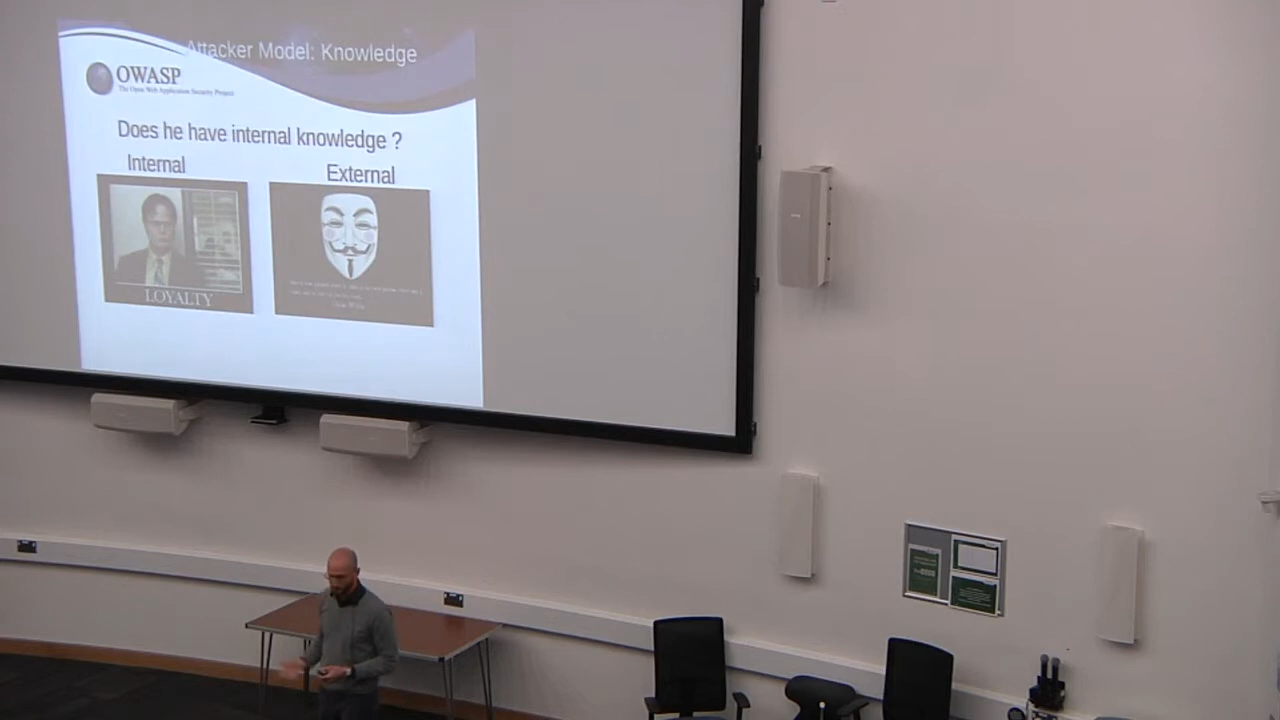 Attacker Model: Knowledge
OWASP
The Open Web Application Security Project
Does he have internal knowledge ?
Internal
External
LOYALTY